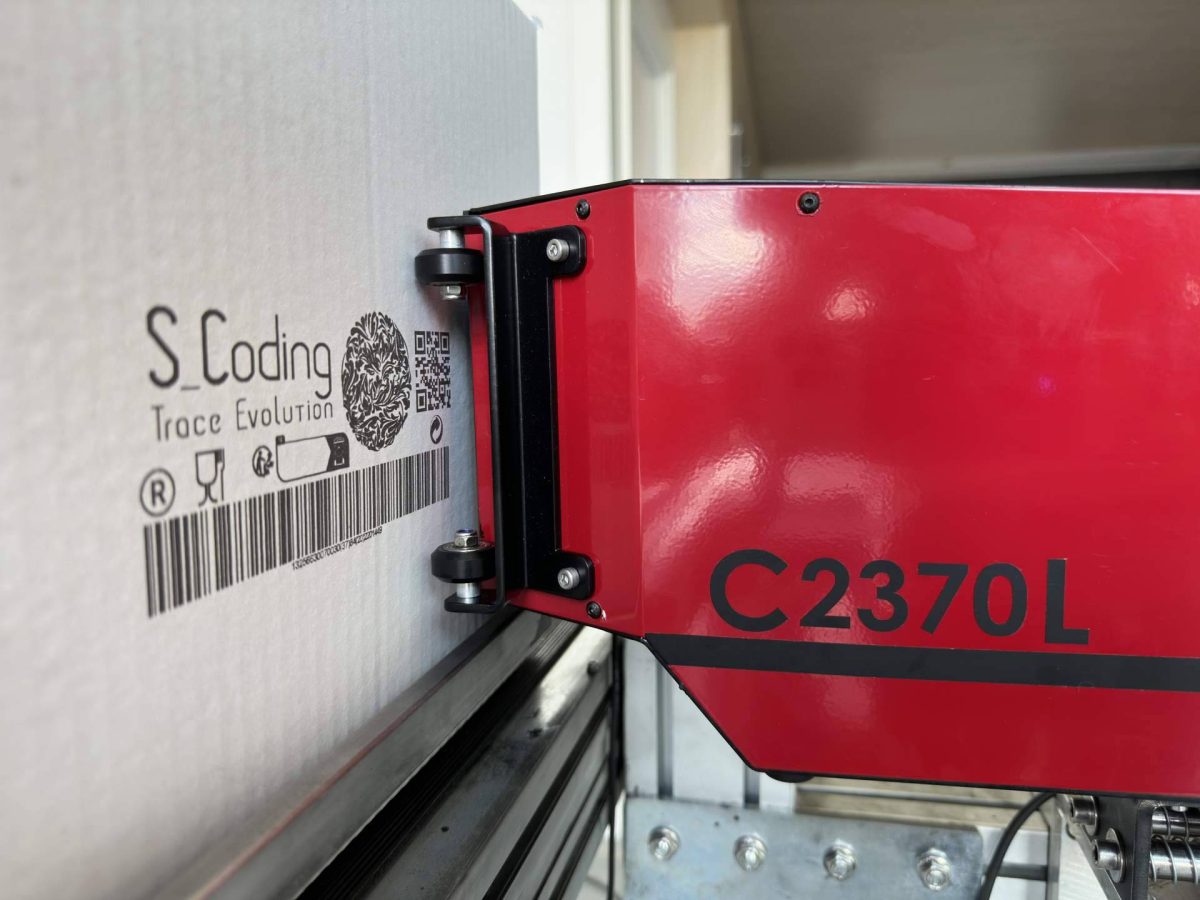 S_Coding
Trace Evolution
®
C2370L